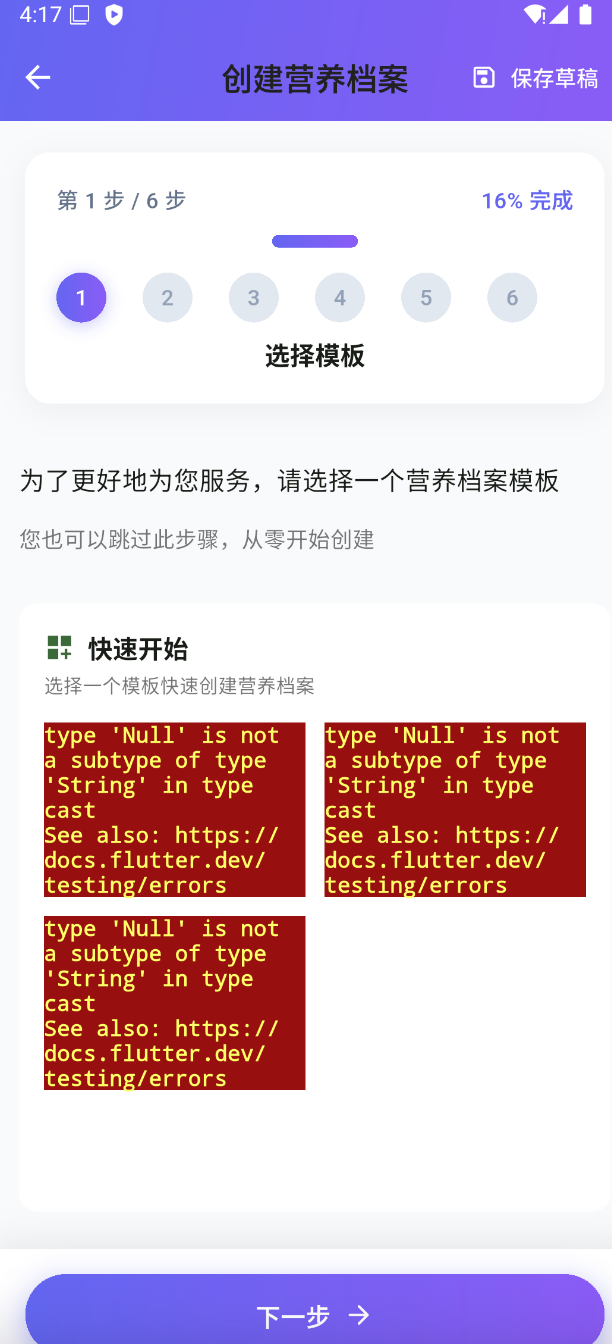 4:17
创建营养档案
保存草稿
第 1 步 / 6 步
16% 完成
1 2 3 4 5 6
选择模板
为了更好地为您服务，请选择一个营养档案模板
您也可以跳过此步骤，从零开始创建
快速开始
选择一个模板快速创建营养档案
type 'Null' is not
a subtype of type
'String' in type
cast
See also: https://
docs.flutter.dev/
testing/errors
type 'Null' is not
a subtype of type
'String' in type
cast
See also: https://
docs.flutter.dev/
testing/errors
type 'Null' is not
a subtype of type
'String' in type
cast
See also: https://
docs.flutter.dev/
testing/errors
下一步